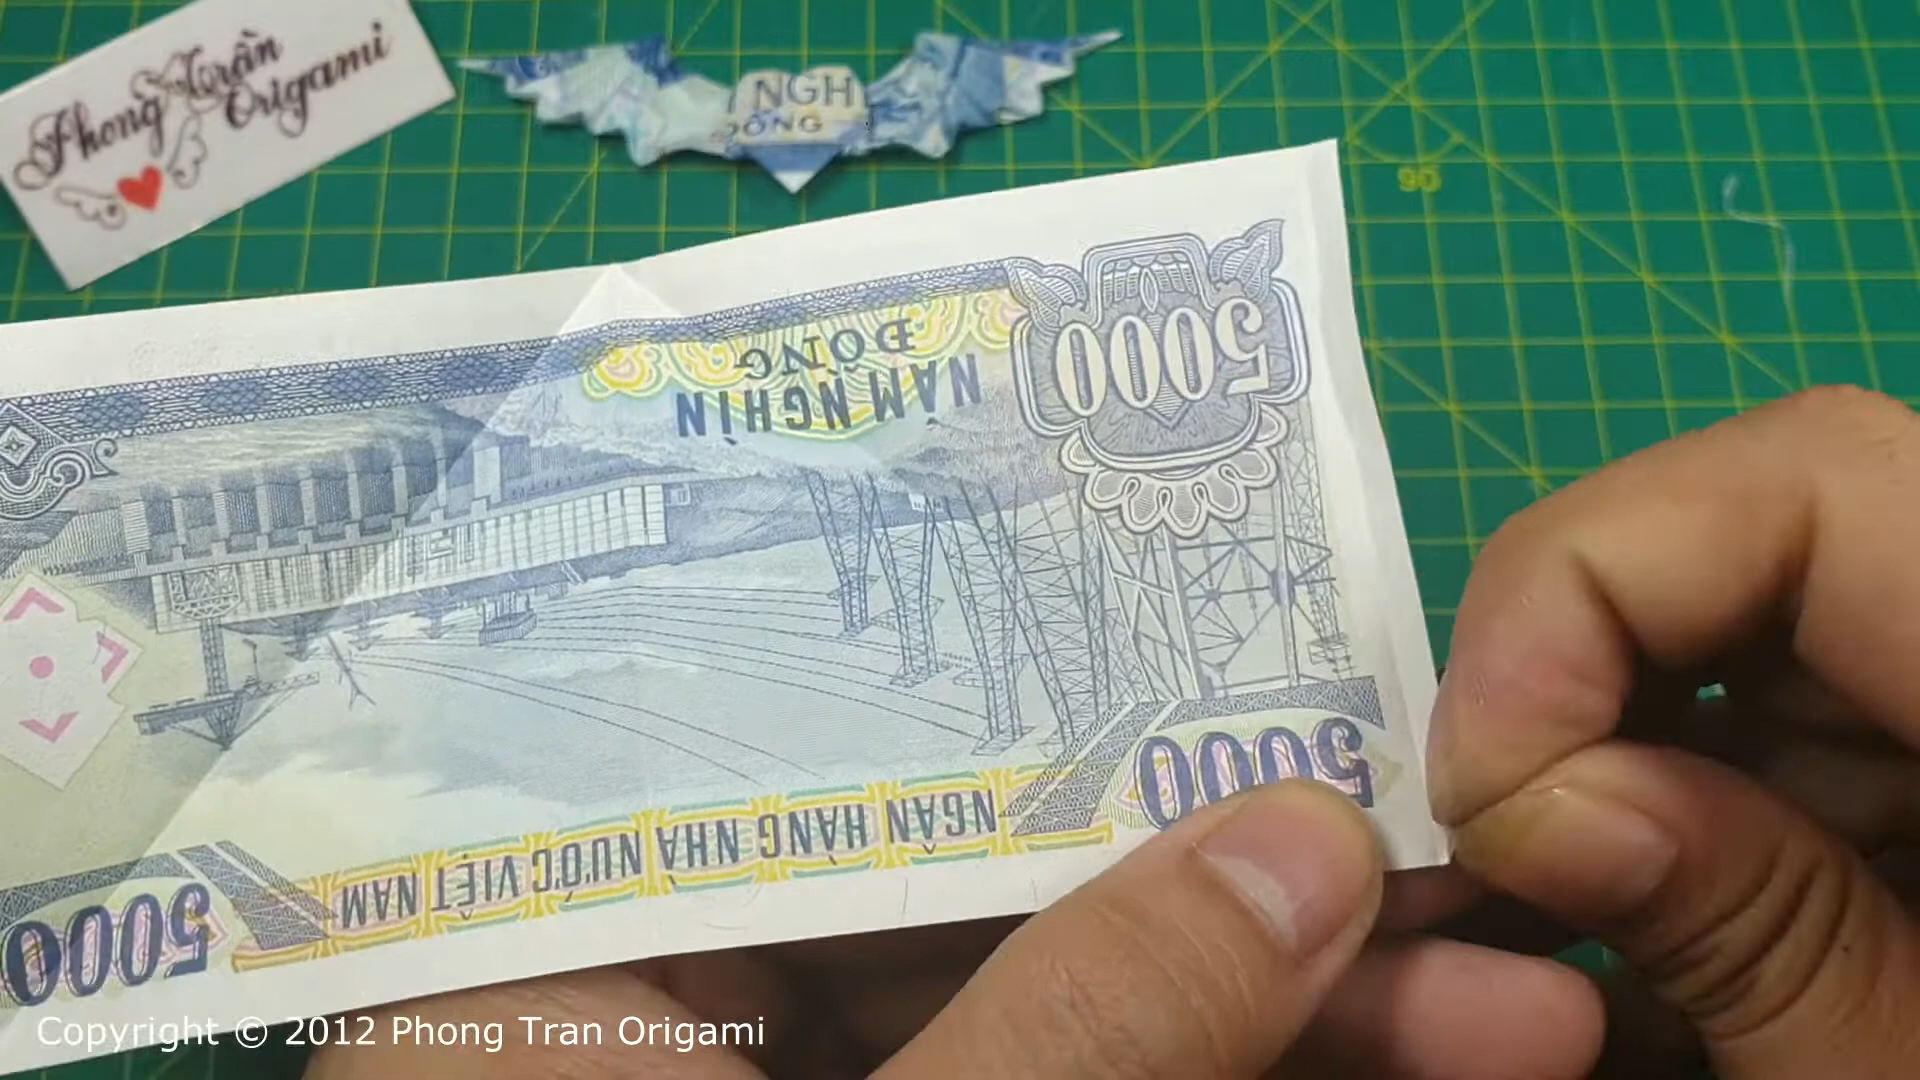 Phong Trần
Origami
I NGH
ĐỒNG
90
5000
ĐỒNG
NĂM NGHÌN
5000
NGÂN HÀNG NHÀ NƯỚC VIỆT NAM
5000
Copyright © 2012 Phong Tran Origami